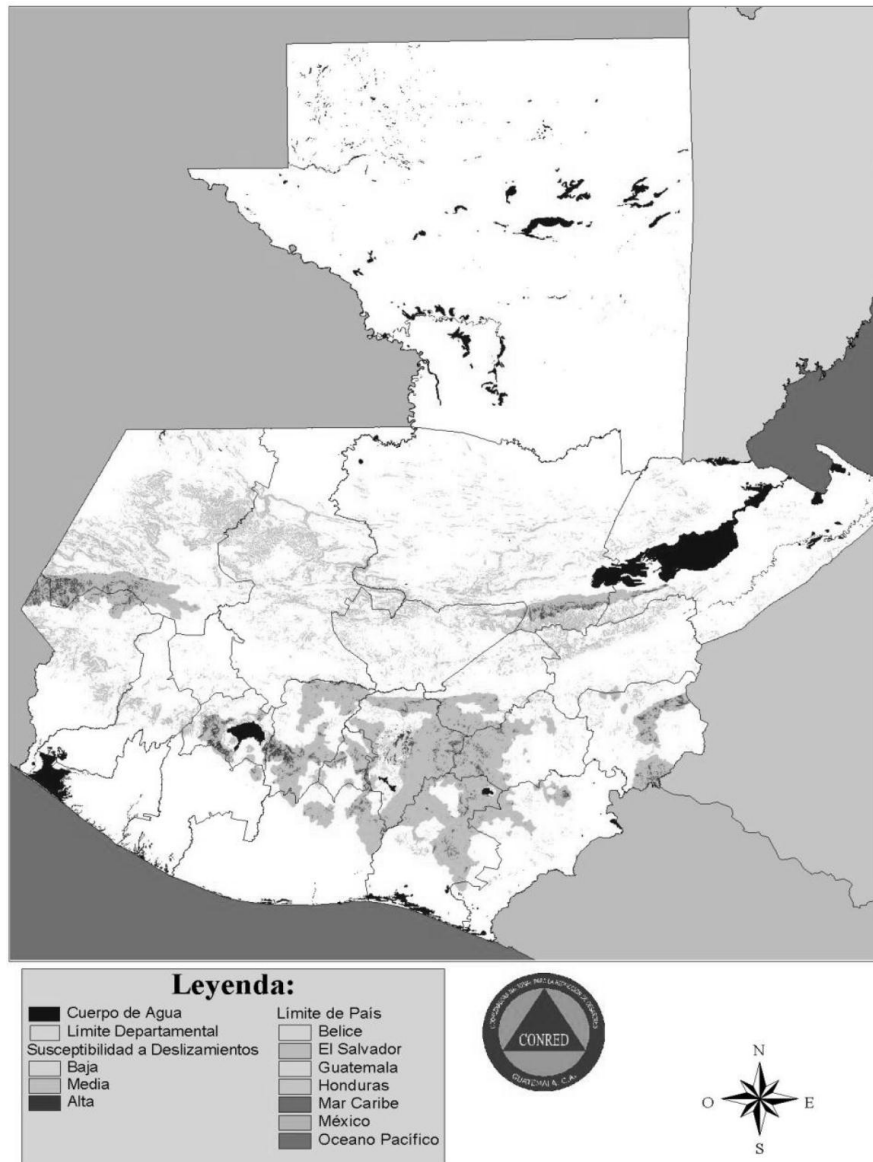 Leyenda:
Cuerpo de Agua
Limite Departamental
Susceptibilidad a Deslizamientos
Baja
Media
Alta
Límite de País
Belice
El Salvador
Guatemala
Honduras
Mar Caribe
México
Oceano Pacífico
CONRED
GUATEMALA C.A.
N
O
E
S